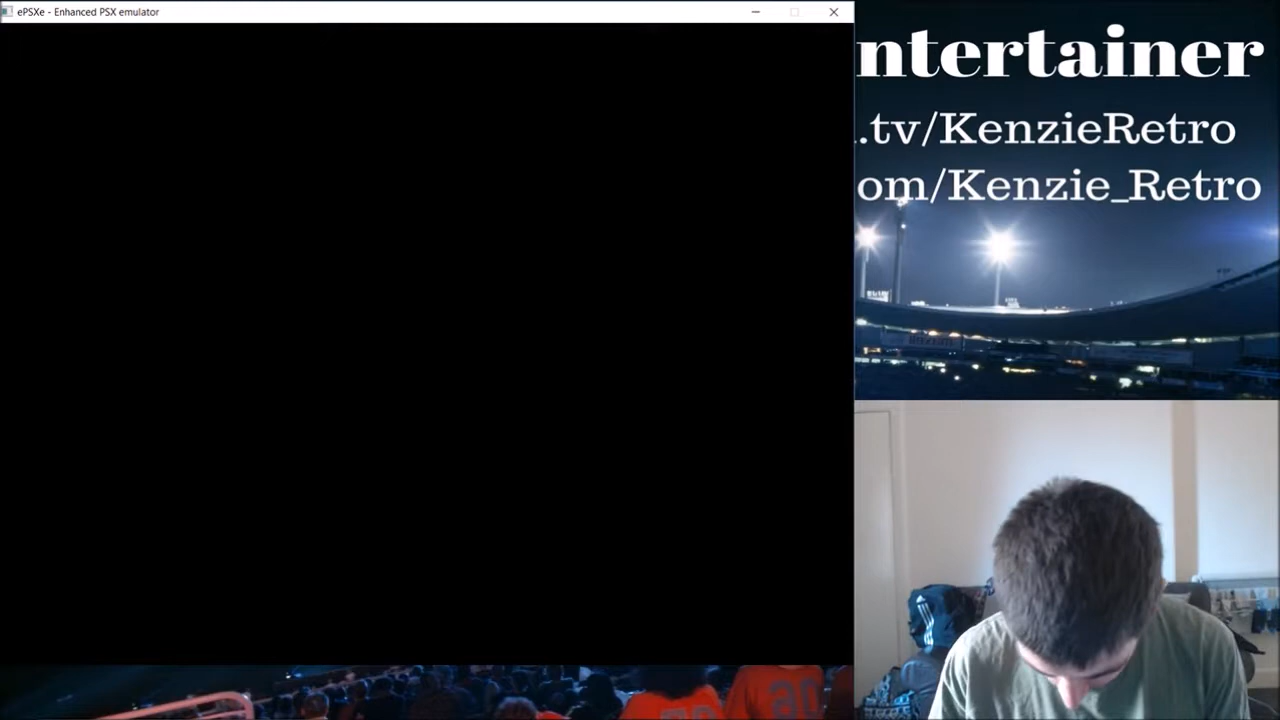 ePSXe - Enhanced PSX emulator
ntertainer
.tv/KenzieRetro
om/Kenzie_Retro